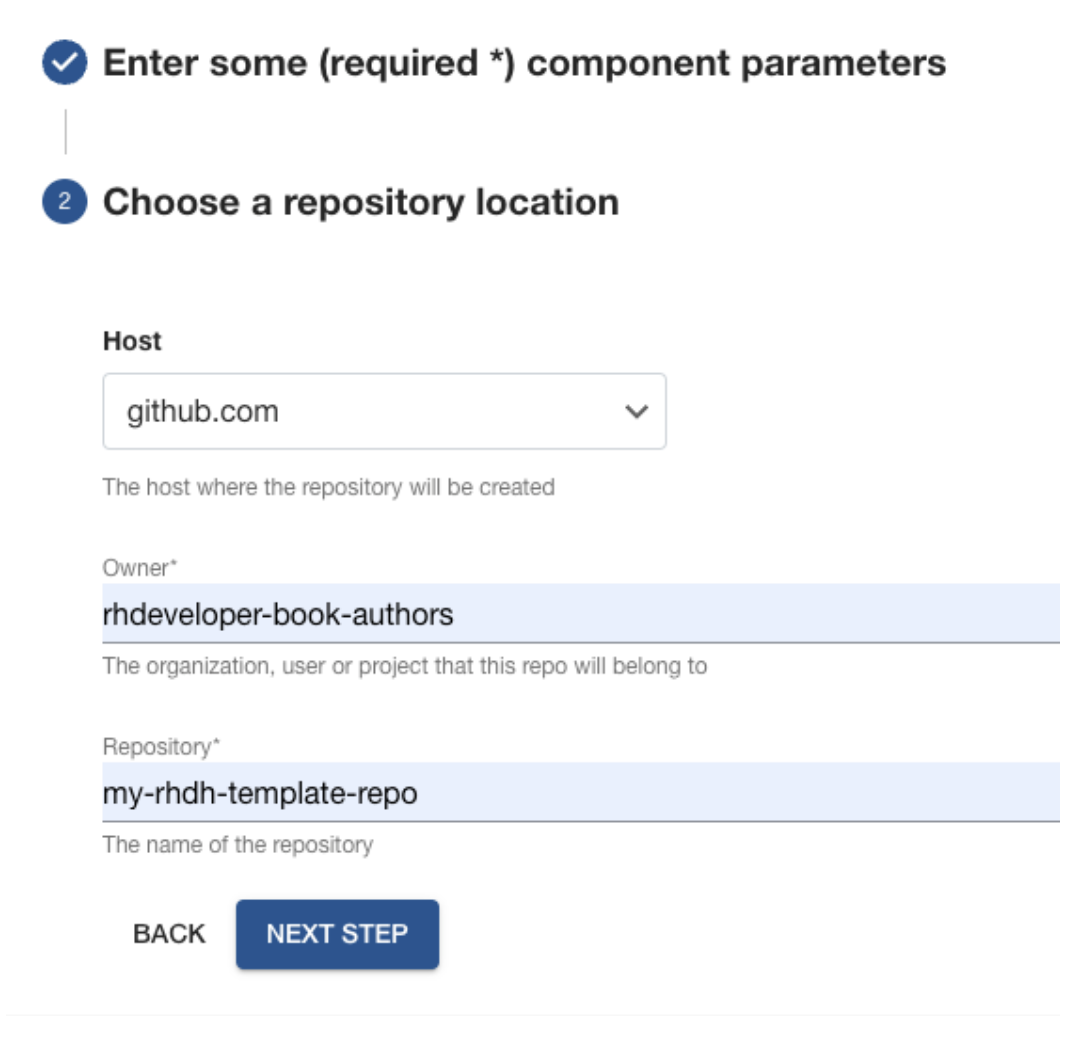 Enter some (required *) component parameters
2 Choose a repository location
Host
github.com
The host where the repository will be created
Owner*
rhdeveloper-book-authors
The organization, user or project that this repo will belong to
Repository*
my-rhdh-template-repo
The name of the repository
BACK NEXT STEP